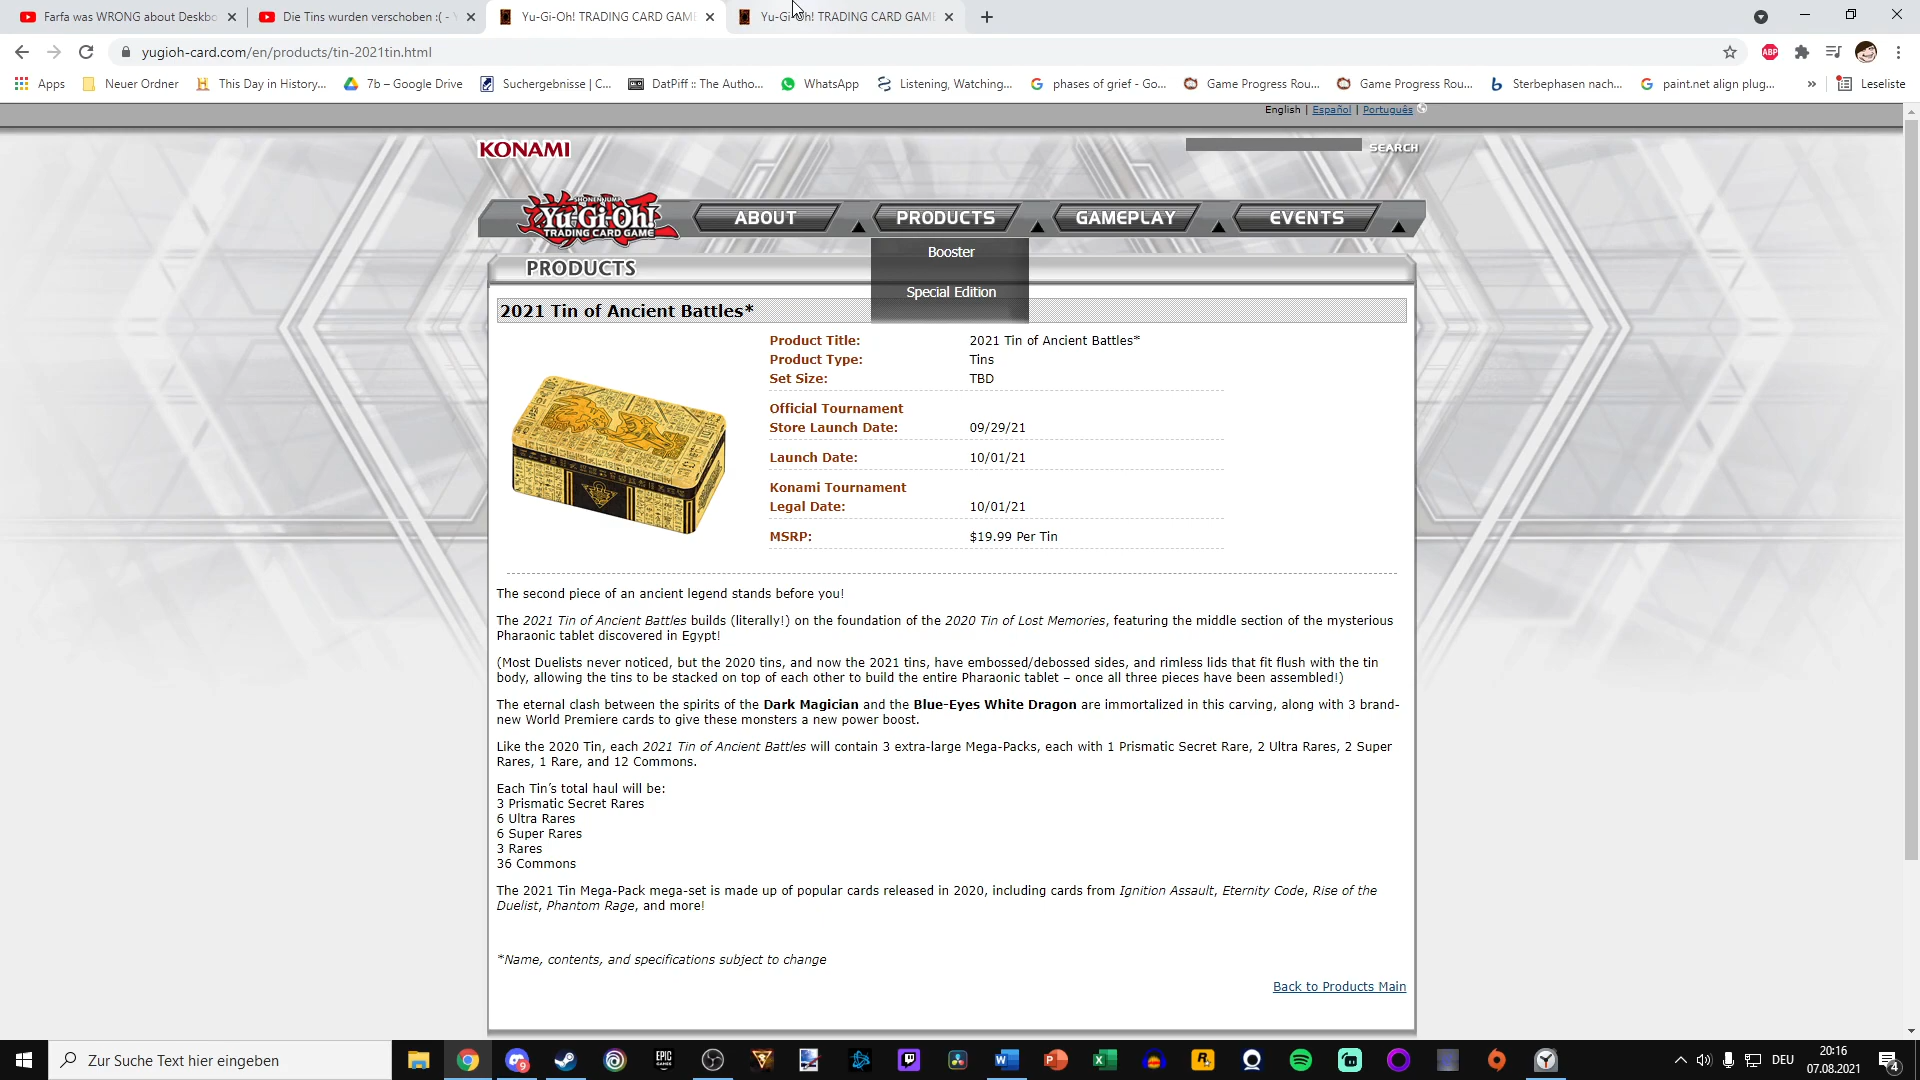 Farfa was WRONG about Deskbo
Die Tins wurden verschoben :( -
Yu-Gi-Oh! TRADING CARD GAME
Yu-Gi-Oh! TRADING CARD GAME
yugioh-card.com/en/products/tin-2021tin.html
ABP
Apps
Neuer Ordner
This Day in History...
7b – Google Drive
Suchergebnisse | C...
DatPiff :: The Autho...
WhatsApp
Listening, Watching...
phases of grief - Go...
Game Progress Rou...
Game Progress Rou...
Sterbephasen nach...
paint.net align plug...
»
Leseliste
English | Español | Português
KONAMI
SEARCH
SHONEN JUMP
Yu-Gi-Oh!
TRADING CARD GAME
ABOUT
PRODUCTS
GAMEPLAY
EVENTS
Booster
Special Edition
PRODUCTS
2021 Tin of Ancient Battles*
Product Title: 2021 Tin of Ancient Battles*
Product Type: Tins
Set Size: TBD
Official Tournament
Store Launch Date: 09/29/21
Launch Date: 10/01/21
Konami Tournament
Legal Date: 10/01/21
MSRP: $19.99 Per Tin
The second piece of an ancient legend stands before you!
The 2021 Tin of Ancient Battles builds (literally!) on the foundation of the 2020 Tin of Lost Memories, featuring the middle section of the mysterious
Pharaonic tablet discovered in Egypt!
(Most Duelists never noticed, but the 2020 tins, and now the 2021 tins, have embossed/debossed sides, and rimless lids that fit flush with the tin
body, allowing the tins to be stacked on top of each other to build the entire Pharaonic tablet – once all three pieces have been assembled!)
The eternal clash between the spirits of the Dark Magician and the Blue-Eyes White Dragon are immortalized in this carving, along with 3 brand-
new World Premiere cards to give these monsters a new power boost.
Like the 2020 Tin, each 2021 Tin of Ancient Battles will contain 3 extra-large Mega-Packs, each with 1 Prismatic Secret Rare, 2 Ultra Rares, 2 Super
Rares, 1 Rare, and 12 Commons.
Each Tin's total haul will be:
3 Prismatic Secret Rares
6 Ultra Rares
6 Super Rares
3 Rares
36 Commons
The 2021 Tin Mega-Pack mega-set is made up of popular cards released in 2020, including cards from Ignition Assault, Eternity Code, Rise of the
Duelist, Phantom Rage, and more!
*Name, contents, and specifications subject to change
Back to Products Main
Zur Suche Text hier eingeben
DEU
20:16
07.08.2021